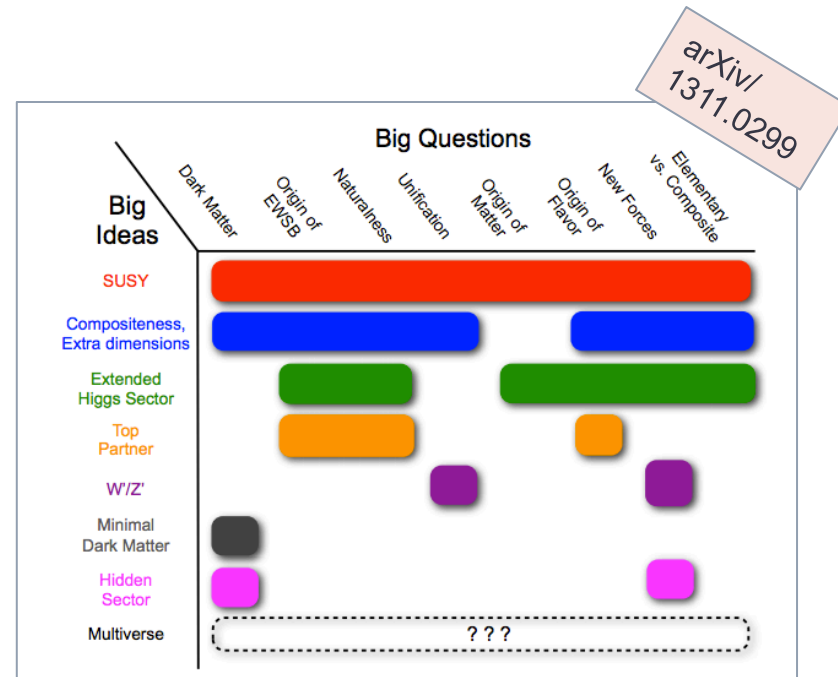 arXiv/
1311.0299
Big Questions
Big
Ideas
Dark Matter
Origin of
EWSB
Naturalness
Unification
Origin of
Matter
Origin of
Flavor
New Forces
Elementary
vs. Composite
SUSY
Compositeness,
Extra dimensions
Extended
Higgs Sector
Top
Partner
W'/Z'
Minimal
Dark Matter
Hidden
Sector
Multiverse
? ? ?